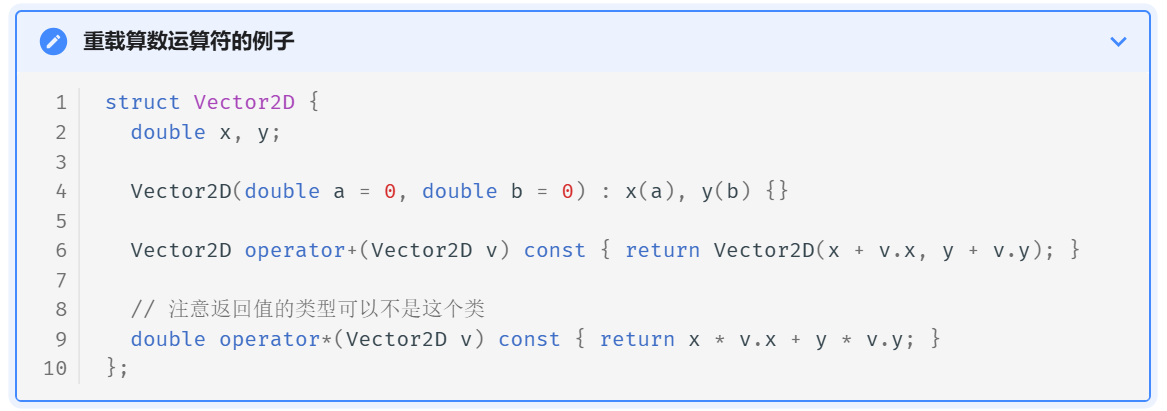 重载算数运算符的例子
1 struct Vector2D {
2   double x, y;
3
4   Vector2D(double a = 0, double b = 0) : x(a), y(b) {}
5
6   Vector2D operator+(Vector2D v) const { return Vector2D(x + v.x, y + v.y); }
7
8   // 注意返回值的类型可以不是这个类
9   double operator*(Vector2D v) const { return x * v.x + y * v.y; }
10 };